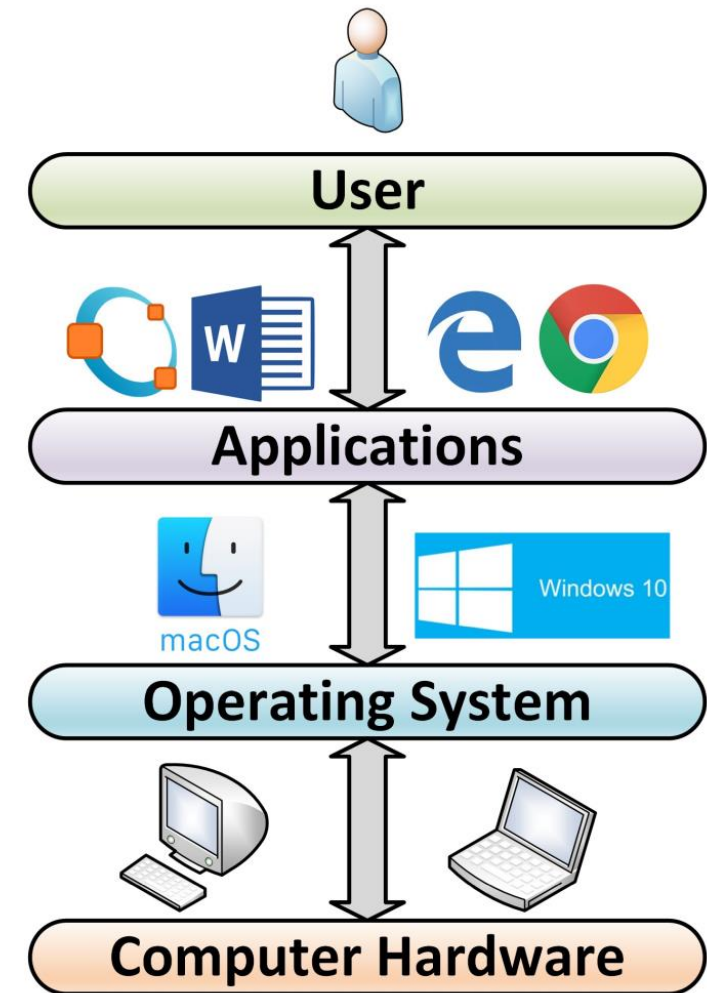 User
W
Applications
macOS
Windows 10
Operating System
Computer Hardware